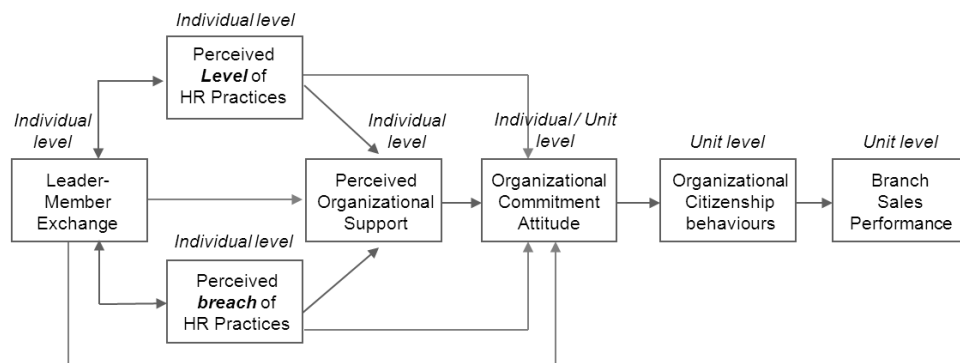 Individual level
Perceived
Level of
HR Practices
Individual
level
Leader-
Member
Exchange
Individual level
Perceived
breach of
HR Practices
Individual
level
Perceived
Organizational
Support
Individual / Unit
level
Organizational
Commitment
Attitude
Unit level
Organizational
Citizenship
behaviours
Unit level
Branch
Sales
Performance